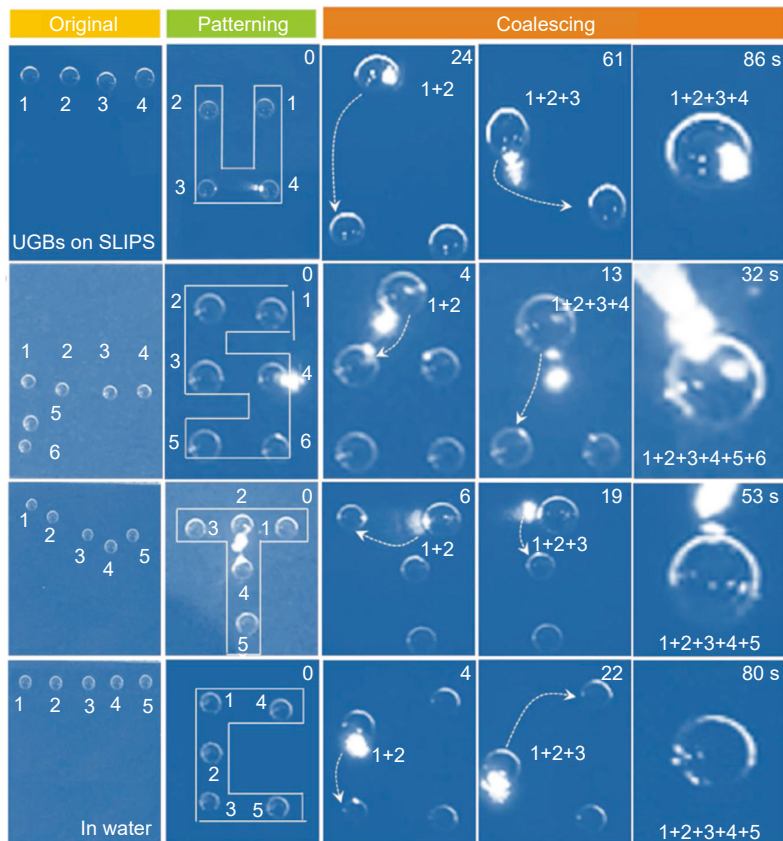 Original Patterning Coalescing
0 24 61 86 s
1 2 3 4
2 1
3 4
1+2
1+2+3
1+2+3+4
UGBs on SLIPS
0 4 13 32 s
1 2 3 4
5
6
2 1
3 4
5 6
1+2
1+2+3+4
1+2+3+4+5+6
0 6 19 53 s
1 2 3 4 5
2
3 1
4
5
1+2
1+2+3
1+2+3+4+5
0 4 22 80 s
1 2 3 4 5
1 4
2
3 5
1+2
1+2+3
1+2+3+4+5
In water